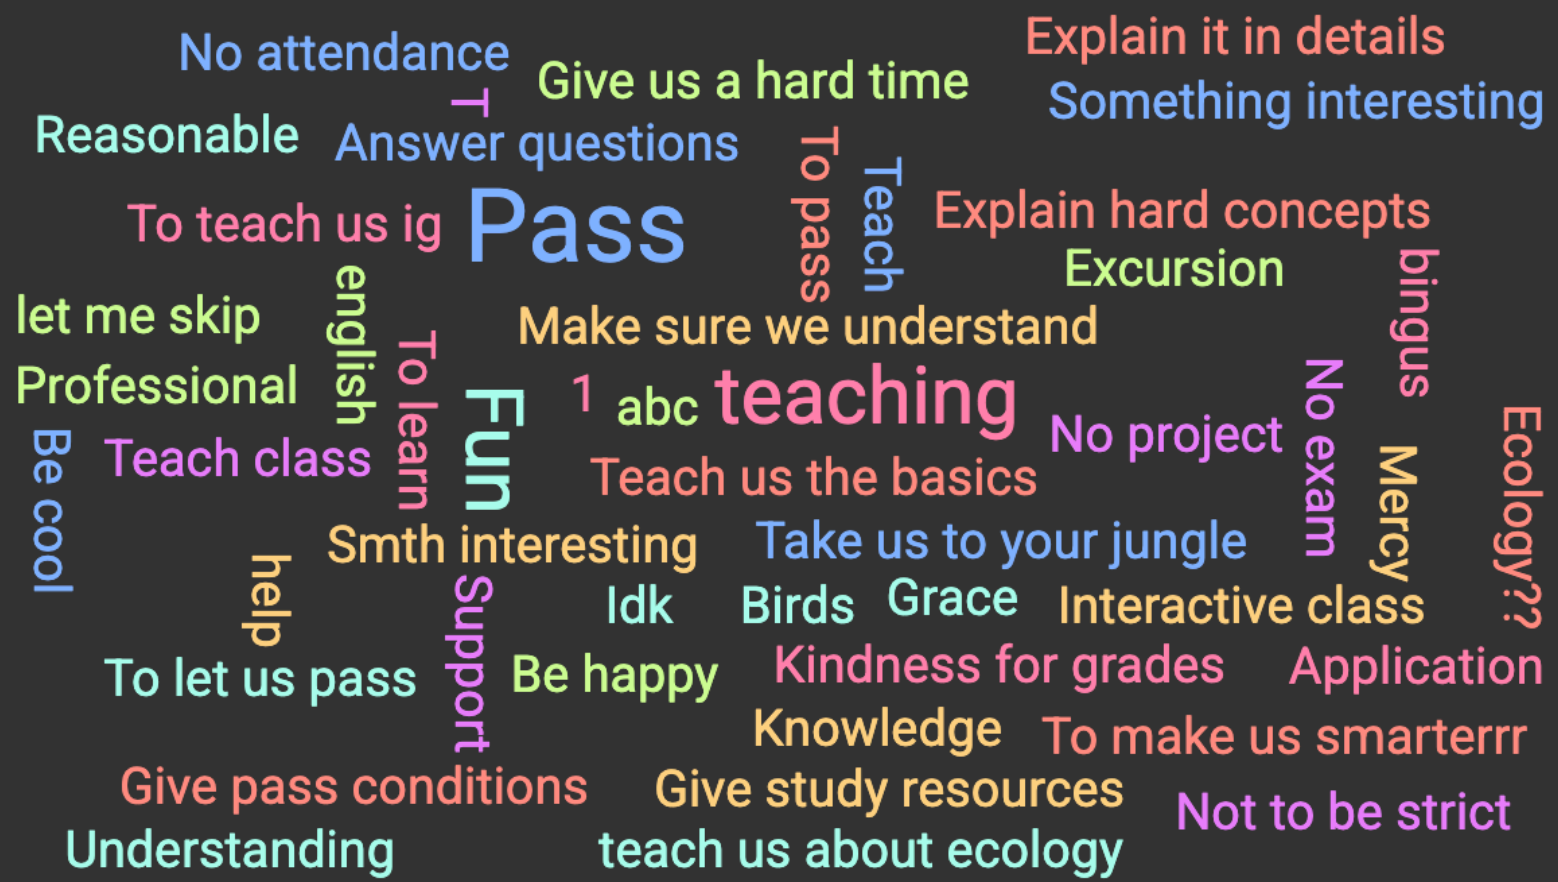 No attendance
Explain it in details
Give us a hard time
T
Something interesting
Reasonable
Answer questions
To pass
Teach
To teach us ig
Pass
Explain hard concepts
Excursion
bingus
english
let me skip
Make sure we understand
To learn
Professional
Fun
1
abc
teaching
No exam
No project
Ecology??
Be cool
Teach class
Teach us the basics
Mercy
Smth interesting
Take us to your jungle
help
Support
Idk
Birds
Grace
Interactive class
To let us pass
Be happy
Kindness for grades
Application
Knowledge
To make us smarterrr
Give pass conditions
Give study resources
Not to be strict
Understanding
teach us about ecology